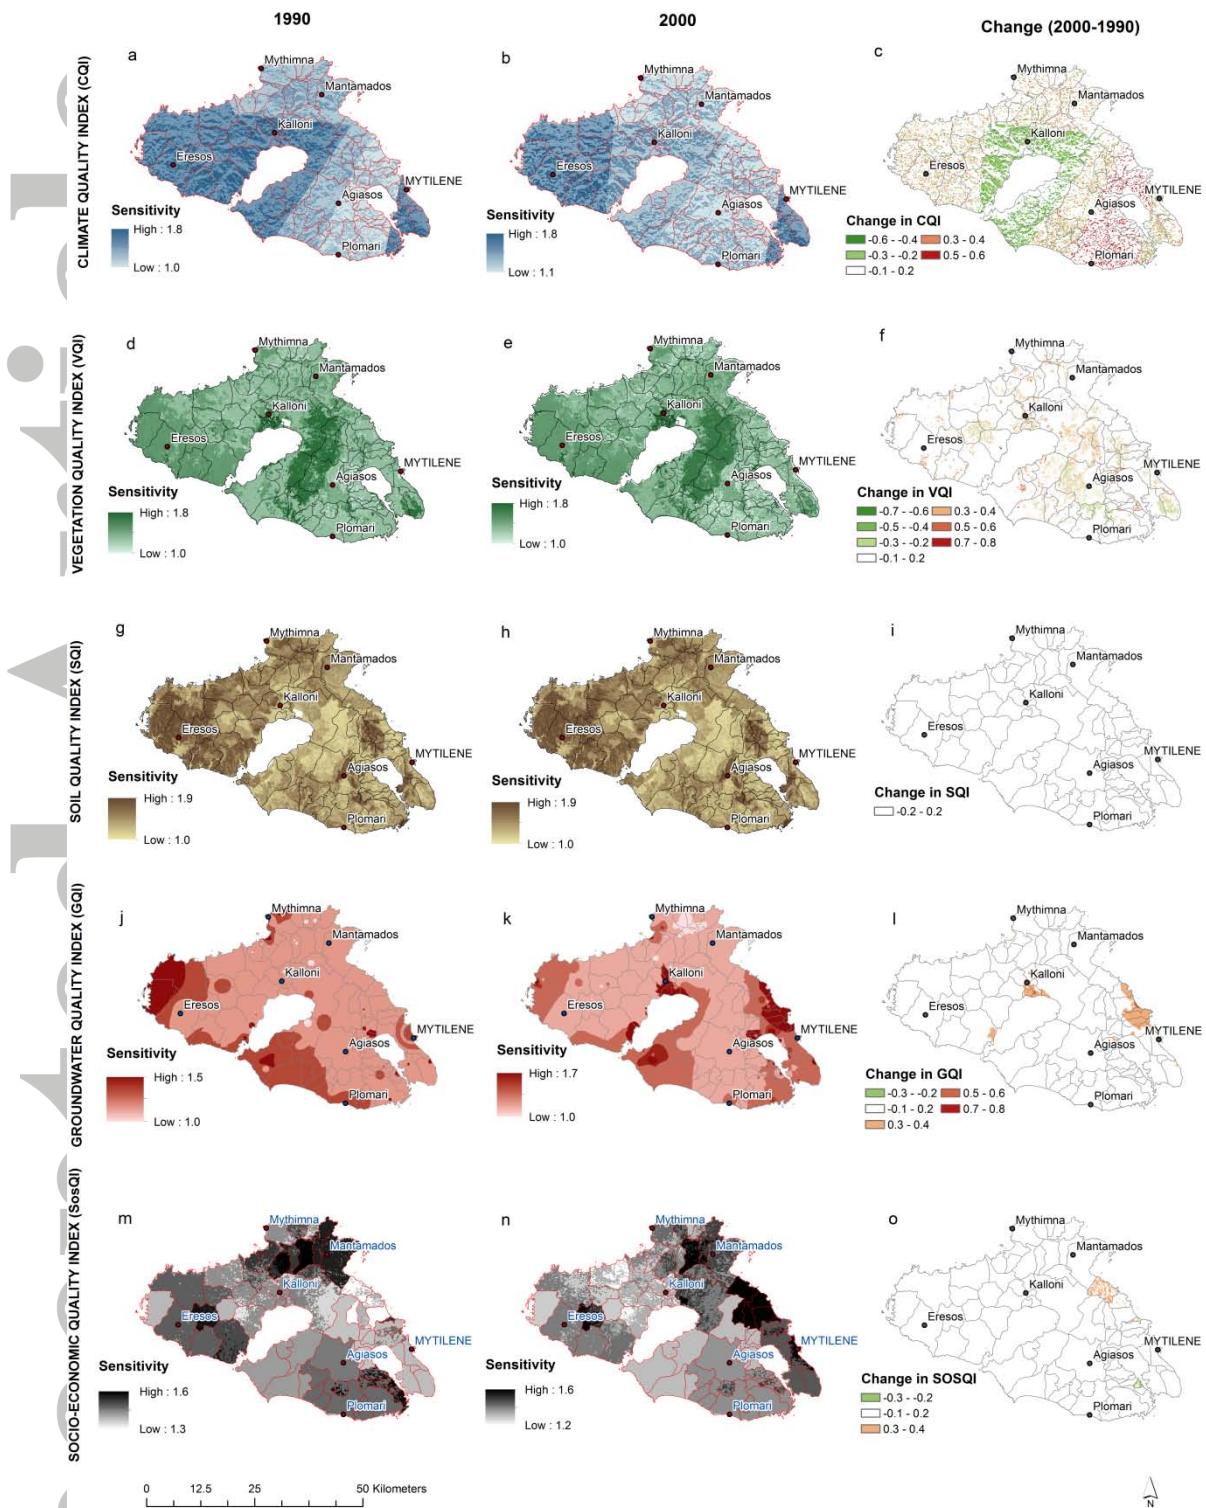 1990
2000
Change (2000-1990)
CLIMATE QUALITY INDEX (CQI)
a
Mythimna
Mantamados
Kalloni
Eresos
MYTILENE
Agiasos
Plomari
Sensitivity
High : 1.8
Low : 1.0
b
Mythimna
Mantamados
Kalloni
Eresos
MYTILENE
Agiasos
Plomari
Sensitivity
High : 1.8
Low : 1.1
c
Mythimna
Mantamados
Kalloni
Eresos
MYTILENE
Agiasos
Plomari
Change in CQI
-0.6 - -0.4
0.3 - 0.4
-0.3 - -0.2
0.5 - 0.6
-0.1 - 0.2
VEGETATION QUALITY INDEX (VQI)
d
Mythimna
Mantamados
Kalloni
Eresos
MYTILENE
Agiasos
Plomari
Sensitivity
High : 1.8
Low : 1.0
e
Mythimna
Mantamados
Kalloni
Eresos
MYTILENE
Agiasos
Plomari
Sensitivity
High : 1.8
Low : 1.0
f
Mythimna
Mantamados
Kalloni
Eresos
MYTILENE
Agiasos
Plomari
Change in VQI
-0.7 - -0.6
0.3 - 0.4
-0.5 - -0.4
0.5 - 0.6
-0.3 - -0.2
0.7 - 0.8
-0.1 - 0.2
SOIL QUALITY INDEX (SQI)
g
Mythimna
Mantamados
Kalloni
Eresos
MYTILENE
Agiasos
Plomari
Sensitivity
High : 1.9
Low : 1.0
h
Mythimna
Mantamados
Kalloni
Eresos
MYTILENE
Agiasos
Plomari
Sensitivity
High : 1.9
Low : 1.0
i
Mythimna
Mantamados
Kalloni
Eresos
MYTILENE
Agiasos
Plomari
Change in SQI
-0.2 - 0.2
GROUNDWATER QUALITY INDEX (GQI)
j
Mythimna
Mantamados
Kalloni
Eresos
MYTILENE
Agiasos
Plomari
Sensitivity
High : 1.5
Low : 1.0
k
Mythimna
Mantamados
Kalloni
Eresos
MYTILENE
Agiasos
Plomari
Sensitivity
High : 1.7
Low : 1.0
l
Mythimna
Mantamados
Kalloni
Eresos
MYTILENE
Agiasos
Plomari
Change in GQI
-0.3 - -0.2
0.5 - 0.6
-0.1 - 0.2
0.7 - 0.8
0.3 - 0.4
SOCIO-ECONOMIC QUALITY INDEX (SosQI)
m
Mythimna
Mantamados
Kalloni
Eresos
MYTILENE
Agiasos
Plomari
Sensitivity
High : 1.6
Low : 1.3
n
Mythimna
Mantamados
Kalloni
Eresos
MYTILENE
Agiasos
Plomari
Sensitivity
High : 1.6
Low : 1.2
o
Mythimna
Mantamados
Kalloni
Eresos
MYTILENE
Agiasos
Plomari
Change in SOSQI
-0.3 - -0.2
-0.1 - 0.2
0.3 - 0.4
0 12.5 25 50 Kilometers
N